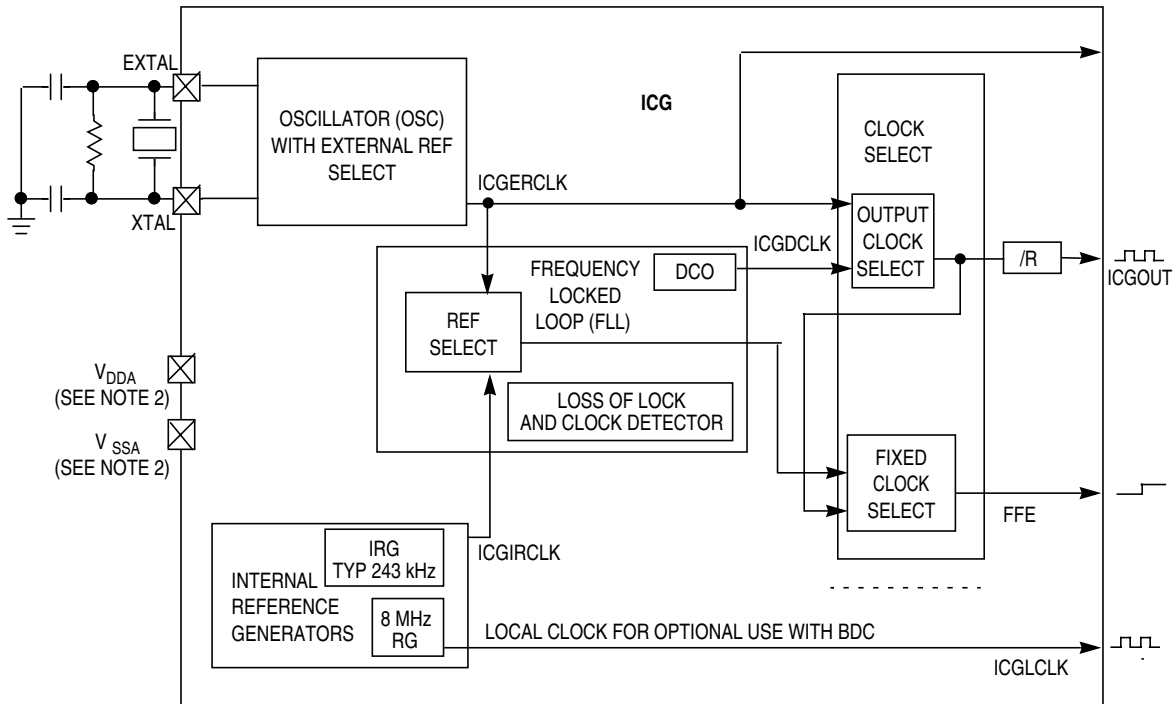 EXTAL
XTAL
OSCILLATOR (OSC)
WITH EXTERNAL REF
SELECT
ICG
CLOCK
SELECT
ICGERCLK
OUTPUT
CLOCK
SELECT
ICGDCLK
/R
ICGOUT
FREQUENCY
LOCKED
LOOP (FLL)
DCO
REF
SELECT
LOSS OF LOCK
AND CLOCK DETECTOR
VDDA
(SEE NOTE 2)
V SSA
(SEE NOTE 2)
FIXED
CLOCK
SELECT
FFE
ICGIRCLK
IRG
TYP 243 kHz
INTERNAL
REFERENCE
GENERATORS
8 MHz
RG
LOCAL CLOCK FOR OPTIONAL USE WITH BDC
ICGLCLK